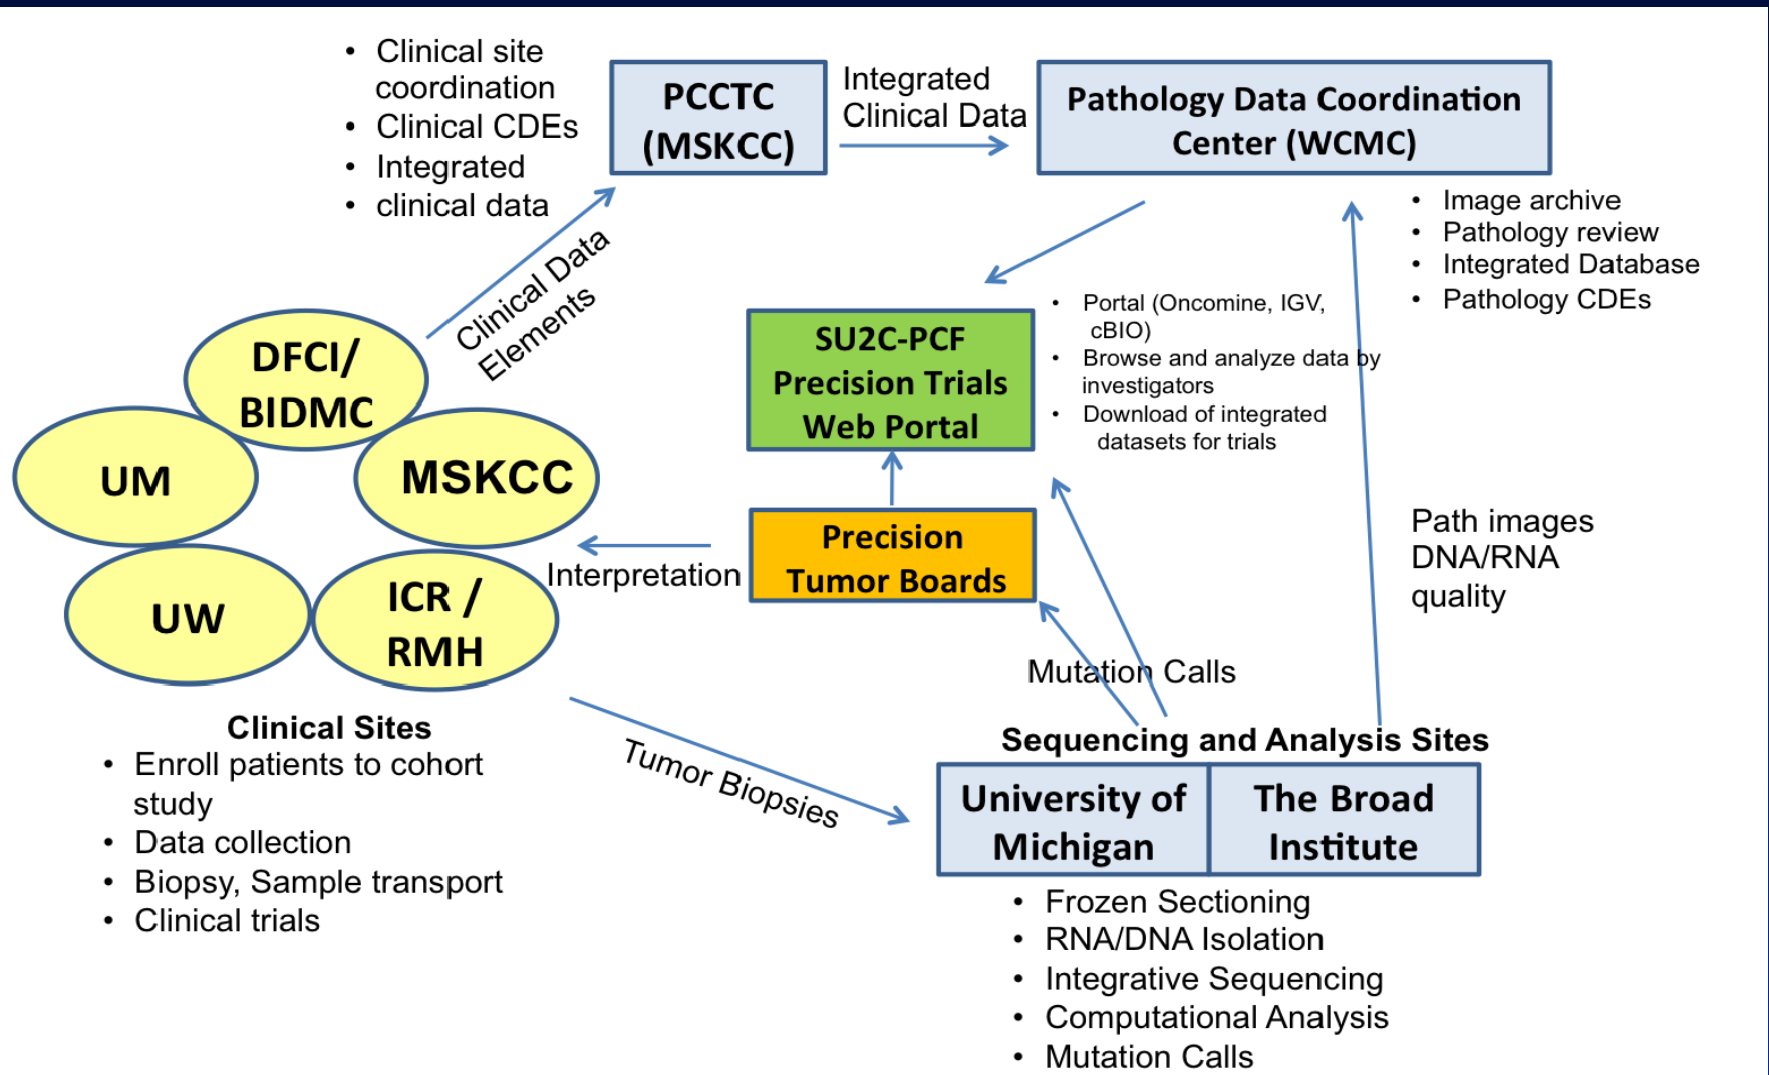 • Clinical site
coordination
• Clinical CDEs
• Integrated
• clinical data
PCCTC
(MSKCC)
Integrated
Clinical Data
Pathology Data Coordination
Center (WCMC)
• Image archive
• Pathology review
• Integrated Database
• Pathology CDEs
Clinical Data
Elements
SU2C-PCF
Precision Trials
Web Portal
• Portal (Oncomine, IGV,
cBIO)
• Browse and analyze data by
investigators
• Download of integrated
datasets for trials
DFCI/
BIDMC
UM
MSKCC
UW
ICR /
RMH
Interpretation
Precision
Tumor Boards
Path images
DNA/RNA
quality
Mutation Calls
Clinical Sites
• Enroll patients to cohort
study
• Data collection
• Biopsy, Sample transport
• Clinical trials
Tumor Biopsies
Sequencing and Analysis Sites
University of
Michigan
The Broad
Institute
• Frozen Sectioning
• RNA/DNA Isolation
• Integrative Sequencing
• Computational Analysis
• Mutation Calls